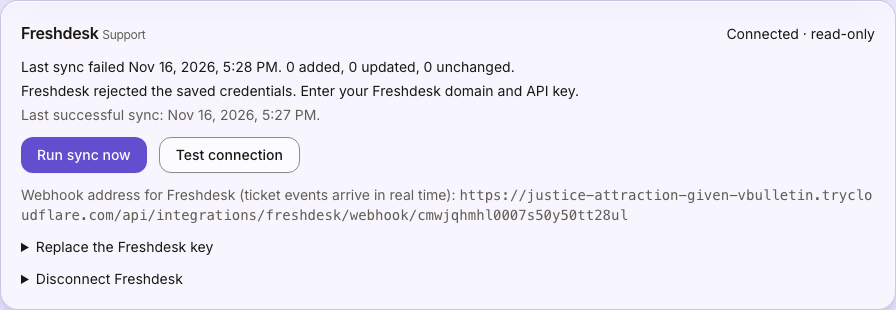 Freshdesk Support
Connected · read-only
Last sync failed Nov 16, 2026, 5:28 PM. 0 added, 0 updated, 0 unchanged.
Freshdesk rejected the saved credentials. Enter your Freshdesk domain and API key.
Last successful sync: Nov 16, 2026, 5:27 PM.
Run sync now
Test connection
Webhook address for Freshdesk (ticket events arrive in real time): https://justice-attraction-given-vbulletin.tryclo
udflare.com/api/integrations/freshdesk/webhook/cmwjqhmhl0007s50y50tt28ul
Replace the Freshdesk key
Disconnect Freshdesk